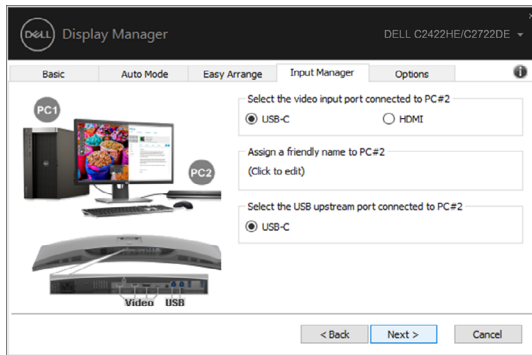 DELL
Display Manager
DELL C2422HE/C2722DE
Basic
Auto Mode
Easy Arrange
Input Manager
Options
PC1
PC2
Video USB
Select the video input port connected to PC#2
USB-C
HDMI
Assign a friendly name to PC#2
(Click to edit)
Select the USB upstream port connected to PC#2
USB-C
< Back
Next >
Cancel